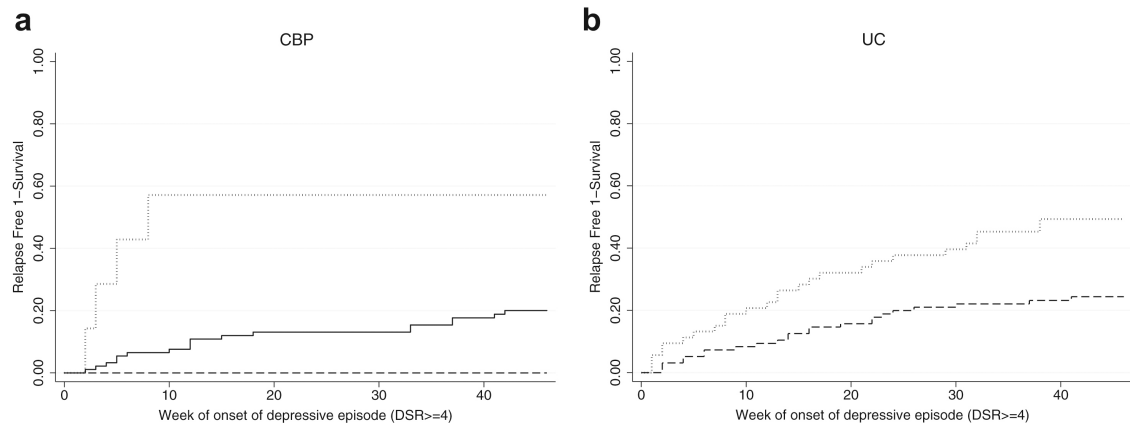 a
CBP
Relapse Free 1−Survival
1.00
0.80
0.60
0.40
0.20
0.00
0 10 20 30 40
Week of onset of depressive episode (DSR>=4)
b
UC
Relapse Free 1−Survival
1.00
0.80
0.60
0.40
0.20
0.00
0 10 20 30 40
Week of onset of depressive episode (DSR>=4)